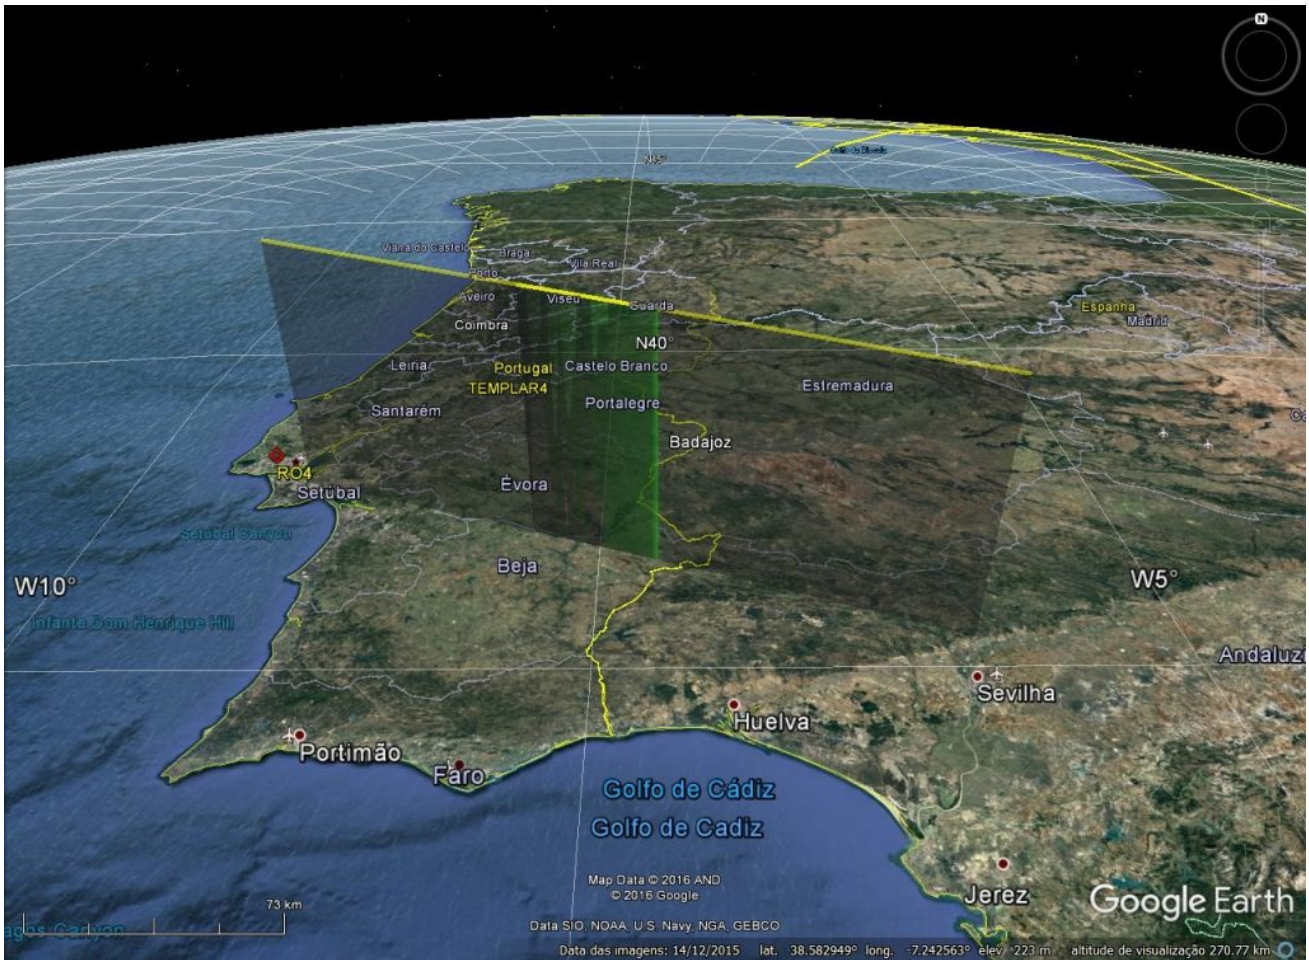 N
N45°
Viana do Castelo
Braga
Vila Real
Porto
Aveiro
Viseu
Guarda
Espanha
Madrid
Coimbra
N40°
Leiria
Portugal
Castelo Branco
TEMPLAR4
Estremadura
Santarém
Portalegre
Badajoz
RO4
Setúbal
Évora
Setúbal Canyon
Beja
W10°
W5°
Infante Dom Henrique Hill
Sevilha
Huelva
Portimão
Faro
Golfo de Cádiz
Golfo de Cadiz
Map Data © 2016 AND
© 2016 Google
Jerez
Google Earth
73 km
agos Canyon
Data SIO, NOAA, U.S. Navy, NGA, GEBCO
Data das imagens: 14/12/2015 lat. 38.582949° long. -7.242563° elev 223 m altitude de visualização 270.77 km